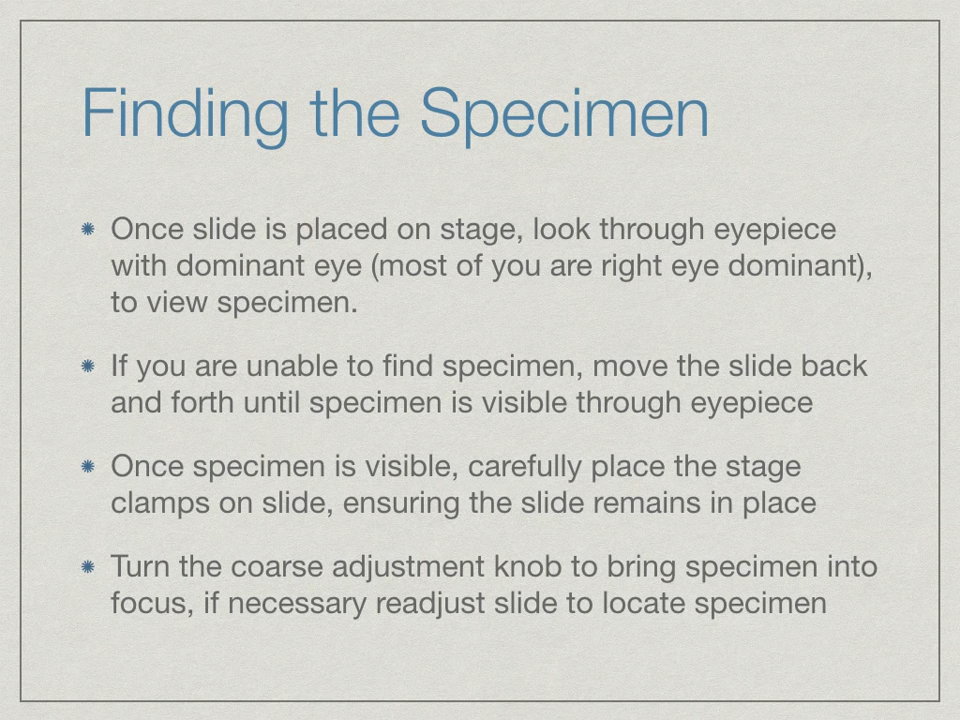 Finding the Specimen
Once slide is placed on stage, look through eyepiece
with dominant eye (most of you are right eye dominant),
to view specimen.
If you are unable to find specimen, move the slide back
and forth until specimen is visible through eyepiece
Once specimen is visible, carefully place the stage
clamps on slide, ensuring the slide remains in place
Turn the coarse adjustment knob to bring specimen into
focus, if necessary readjust slide to locate specimen